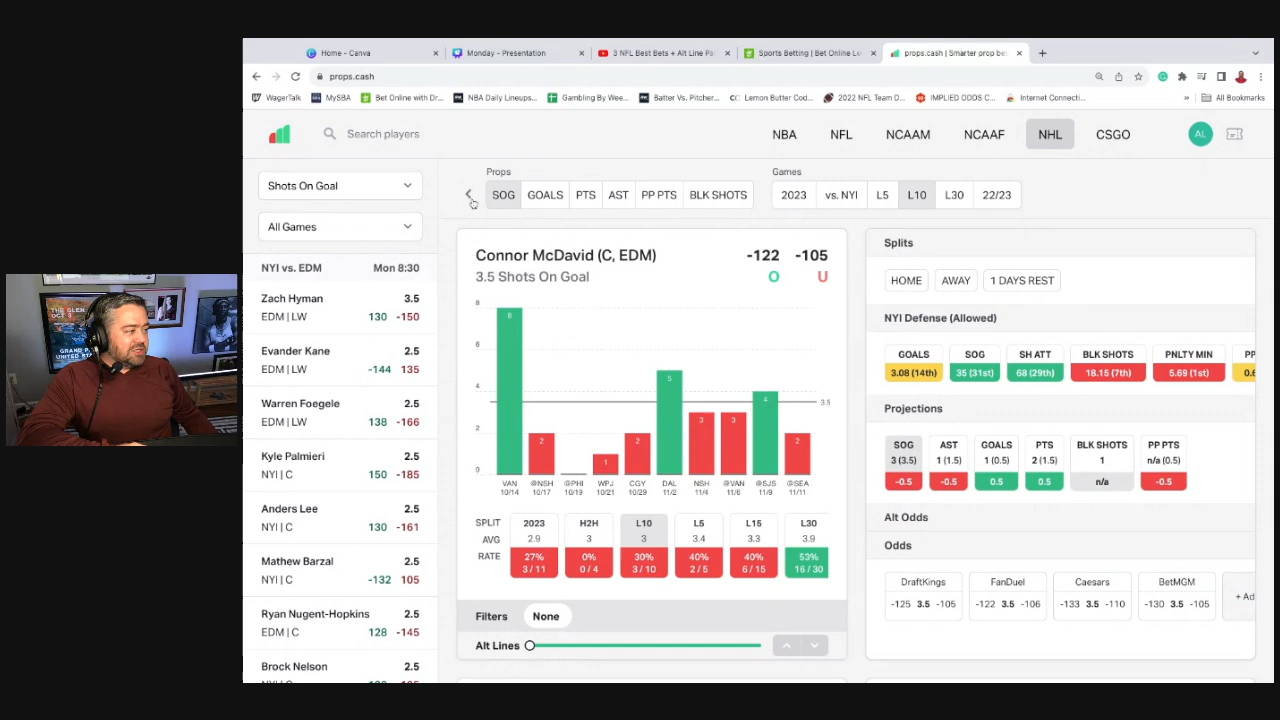 Home - Canva
Monday - Presentation
3 NFL Best Bets + Alt Line Pa
Sports Betting | Bet Online Le
props.cash | Smarter prop be
props.cash
WagerTalk
MySBA
Bet Online with Dr...
NBA Daily Lineups...
Gambling By Wee...
Batter Vs. Pitcher...
Lemon Butter Cod...
2022 NFL Team D...
IMPLIED ODDS C...
Internet Connecti...
» All Bookmarks
Search players
NBA NFL NCAAM NCAAF NHL CSGO
AL
Shots On Goal
All Games
NYI vs. EDM Mon 8:30
Zach Hyman 3.5
EDM | LW 130 -150
Evander Kane 2.5
EDM | LW -144 135
Warren Foegele 2.5
EDM | LW 138 -166
Kyle Palmieri 2.5
NYI | C 150 -185
Anders Lee 2.5
NYI | C 130 -161
Mathew Barzal 2.5
NYI | C -132 105
Ryan Nugent-Hopkins 2.5
EDM | C 128 -145
Brock Nelson 2.5
Props
SOG GOALS PTS AST PP PTS BLK SHOTS
Games
2023 vs. NYI L5 L10 L30 22/23
Connor McDavid (C, EDM) -122 -105
3.5 Shots On Goal O U
8
6
4
2
0
8 2 1 2 5 3 3 4 2
3.5
VAN @NSH @PHI WPJ CGY DAL NSH @VAN @SJS @SEA
10/14 10/17 10/19 10/21 10/29 11/2 11/4 11/6 11/9 11/11
SPLIT 2023 H2H L10 L5 L15 L30
AVG 2.9 3 3 3.4 3.3 3.9
RATE 27% 0% 30% 40% 40% 53%
3/11 0/4 3/10 2/5 6/15 16/30
Filters None
Alt Lines
Splits
HOME AWAY 1 DAYS REST
NYI Defense (Allowed)
GOALS SOG SH ATT BLK SHOTS PNLTY MIN PP
3.08 (14th) 35 (31st) 68 (29th) 18.15 (7th) 5.69 (1st) 0.6
Projections
SOG AST GOALS PTS BLK SHOTS PP PTS
3 (3.5) 1 (1.5) 1 (0.5) 2 (1.5) 1 n/a (0.5)
-0.5 -0.5 0.5 0.5 n/a -0.5
Alt Odds
Odds
DraftKings FanDuel Caesars BetMGM
-125 3.5 -105 -122 3.5 -106 -133 3.5 -110 -130 3.5 -105
+ Ad